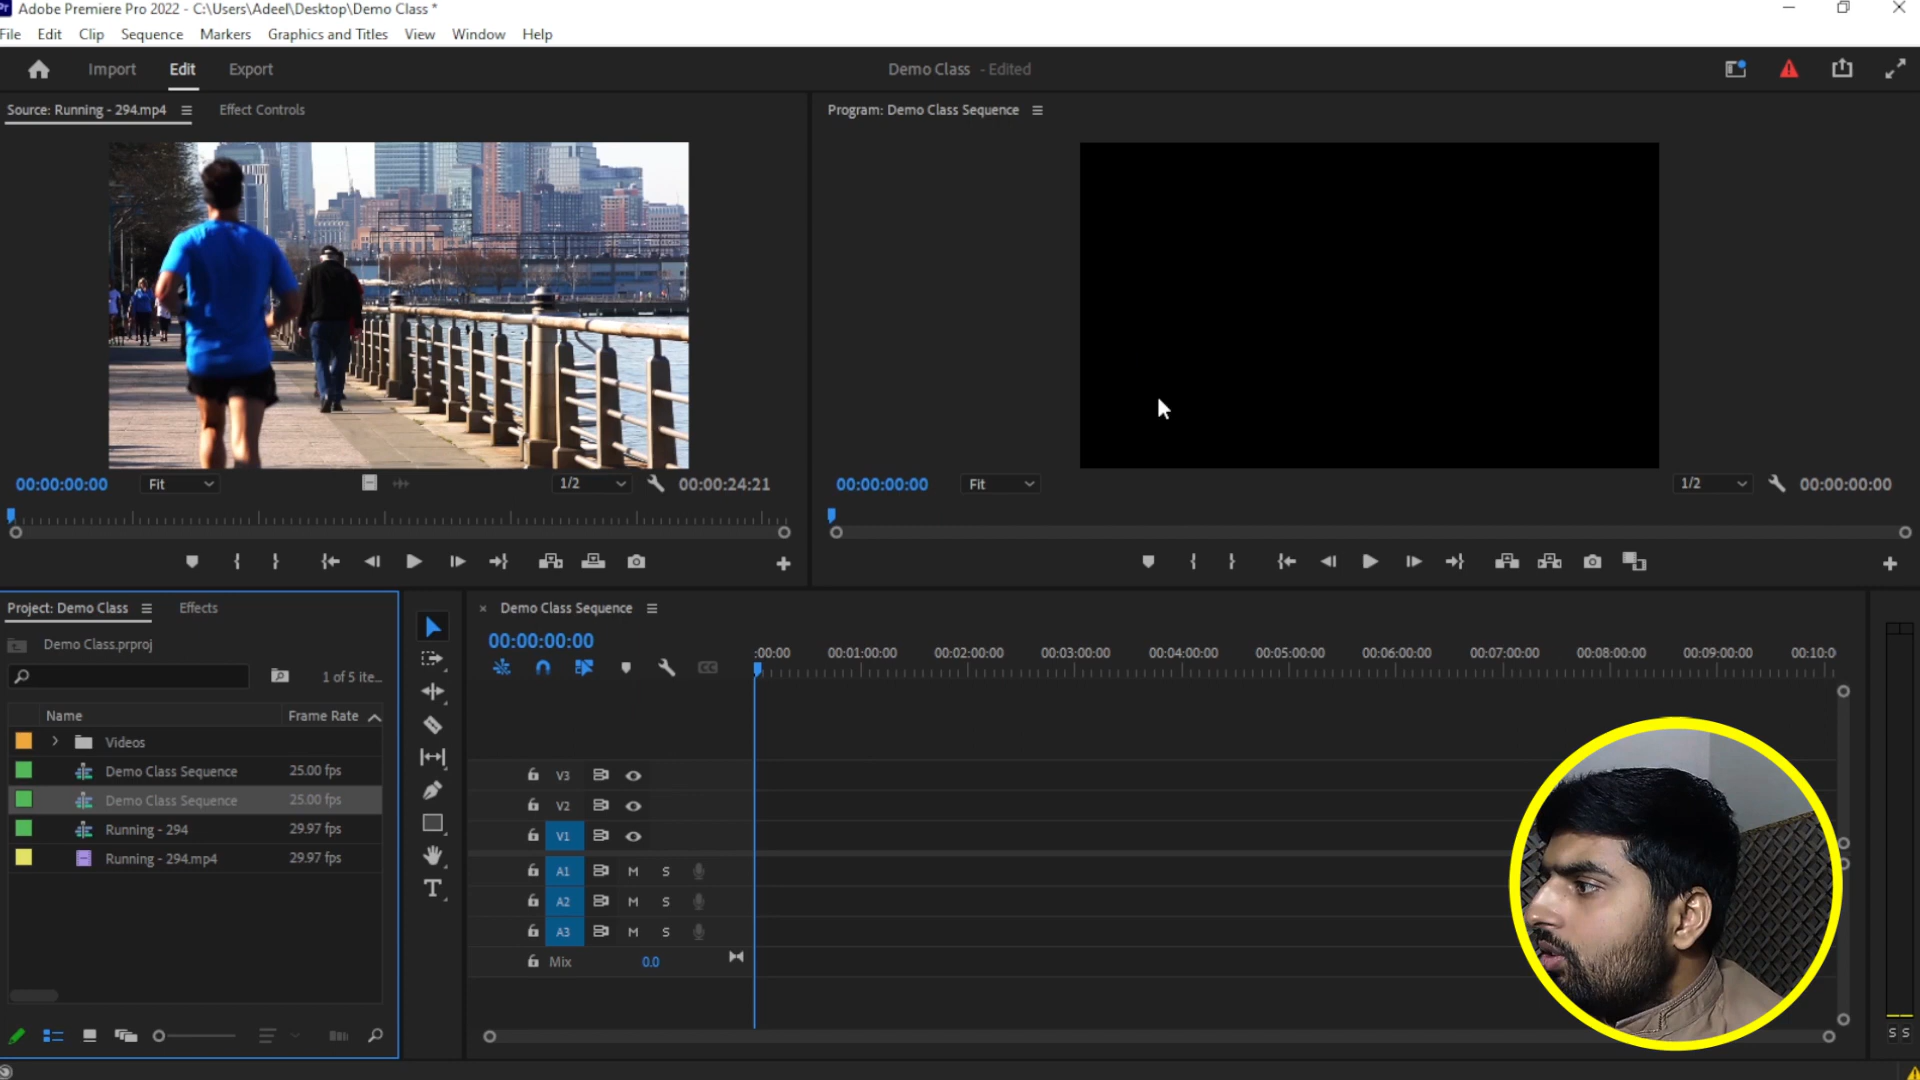 Adobe Premiere Pro 2022 - C:\Users\Adeel\Desktop\Demo Class *
File Edit Clip Sequence Markers Graphics and Titles View Window Help
Import Edit Export
Demo Class - Edited
Source: Running - 294.mp4
Effect Controls
Program: Demo Class Sequence
00:00:00:00
Fit
1/2
00:00:24:21
00:00:00:00
Fit
1/2
00:00:00:00
Project: Demo Class
Effects
Demo Class.prproj
1 of 5 ite...
Name
Frame Rate
Videos
Demo Class Sequence
25.00 fps
Demo Class Sequence
25.00 fps
Running - 294
29.97 fps
Running - 294.mp4
29.97 fps
Demo Class Sequence
00:00:00:00
:00:00 00:01:00:00 00:02:00:00 00:03:00:00 00:04:00:00 00:05:00:00 00:06:00:00 00:07:00:00 00:08:00:00 00:09:00:00 00:10:0
V3
V2
V1
A1 M S
A2 M S
A3 M S
Mix 0.0
S S